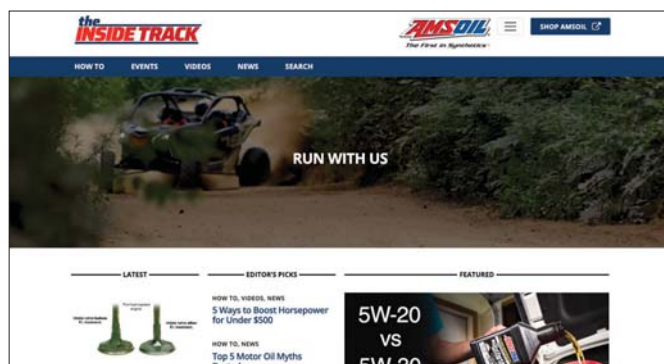 the
INSIDE TRACK
AMSOIL
The First in Synthetics
SHOP AMSOIL
HOW TO EVENTS VIDEOS NEWS SEARCH
RUN WITH US
LATEST
EDITOR'S PICKS
FEATURED
HOW TO, VIDEOS, NEWS
5 Ways to Boost Horsepower
for Under $500
HOW TO, NEWS
Top 5 Motor Oil Myths
5W-20
VS